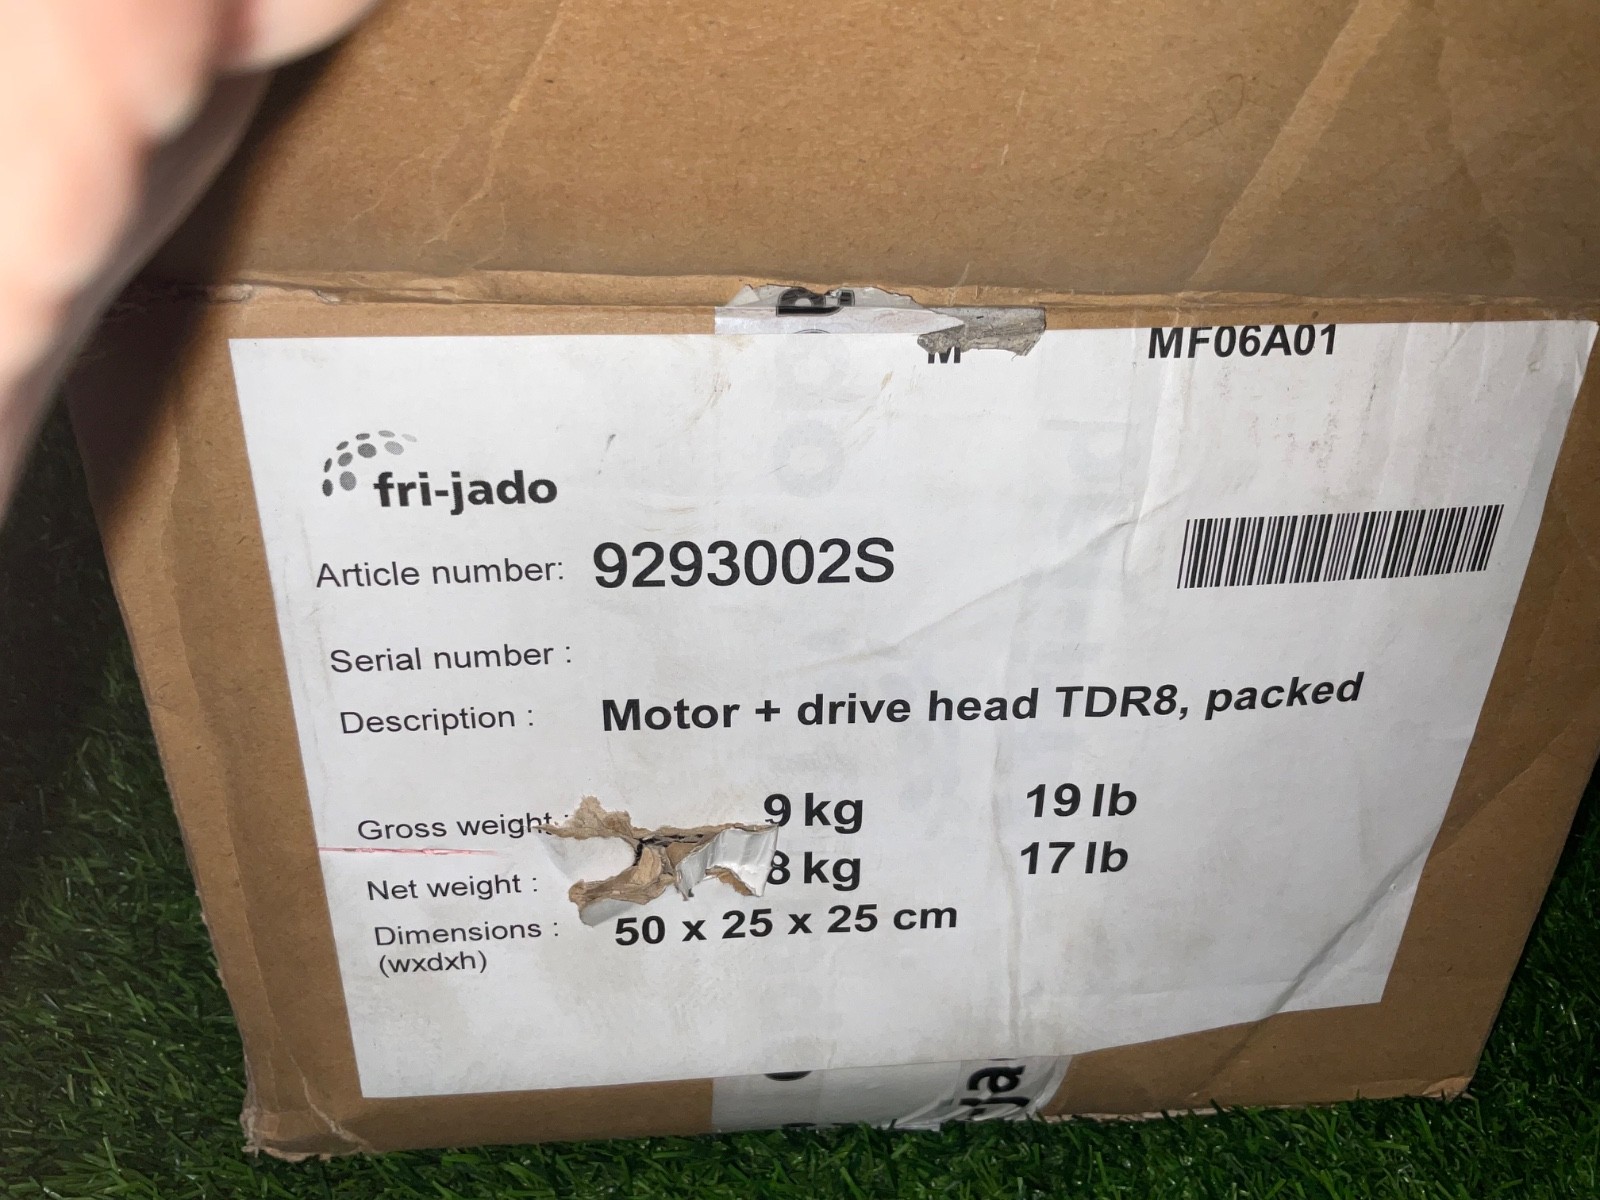 MF06A01
fri-jado
Article number: 9293002S
Serial number :
Description : Motor + drive head TDR8, packed
Gross weight : 9 kg 19 lb
Net weight : 8 kg 17 lb
Dimensions : 50 x 25 x 25 cm
(wxdxh)